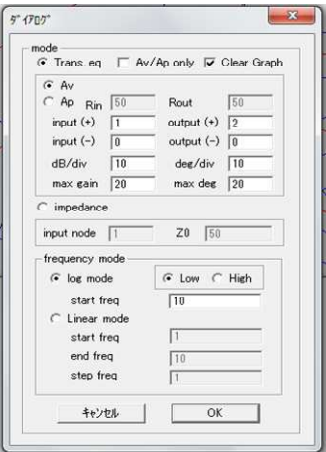 ﾀﾞｲｱﾛｸﾞ
mode
Trans. eq Av/Ap only Clear Graph
Av
Ap Rin 50 Rout 50
input (+) 1 output (+) 2
input (-) 0 output (-) 0
dB/div 10 deg/div 10
max gain 20 max deg 20
impedance
input node 1 Z0 50
frequency mode
log mode Low High
start freq 10
Linear mode
start freq 1
end freq 10
step freq 1
ｷｬﾝｾﾙ OK